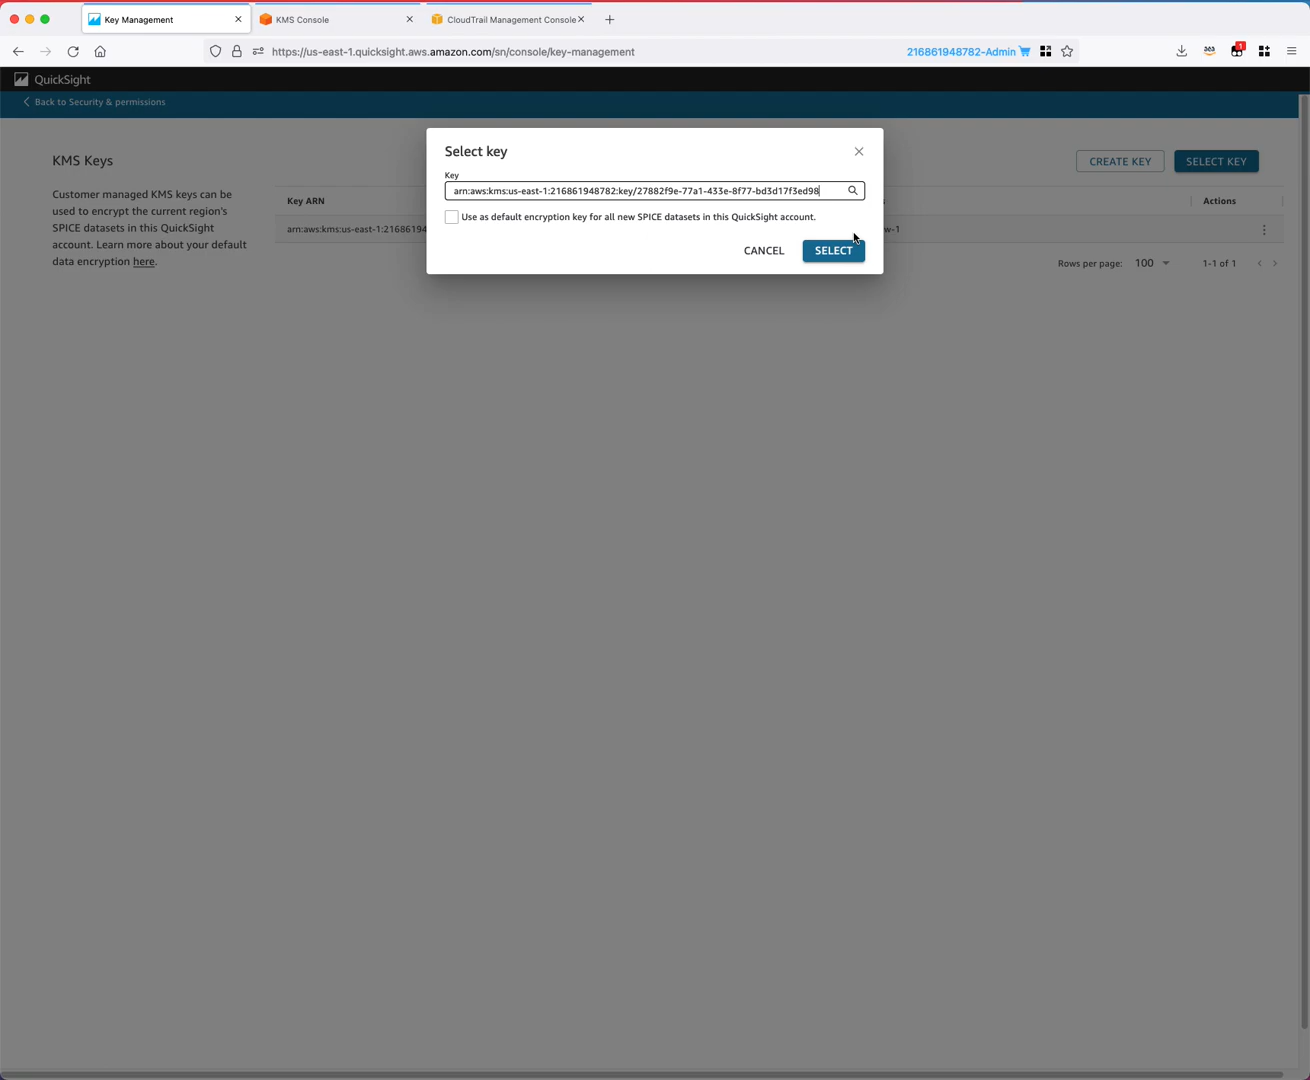 Key Management
KMS Console
CloudTrail Management Console
https://us-east-1.quicksight.aws.amazon.com/sn/console/key-management
216861948782-Admin
1
QuickSight
Back to Security & permissions
KMS Keys
Customer managed KMS keys can be
used to encrypt the current region's
SPICE datasets in this QuickSight
account. Learn more about your default
data encryption here.
CREATE KEY
SELECT KEY
Key ARN
Actions
arn:aws:kms:us-east-1:21686194
w-1
Rows per page: 100
1-1 of 1
Select key
Key
arn:aws:kms:us-east-1:216861948782:key/27882f9e-77a1-433e-8f77-bd3d17f3ed98
Use as default encryption key for all new SPICE datasets in this QuickSight account.
CANCEL
SELECT